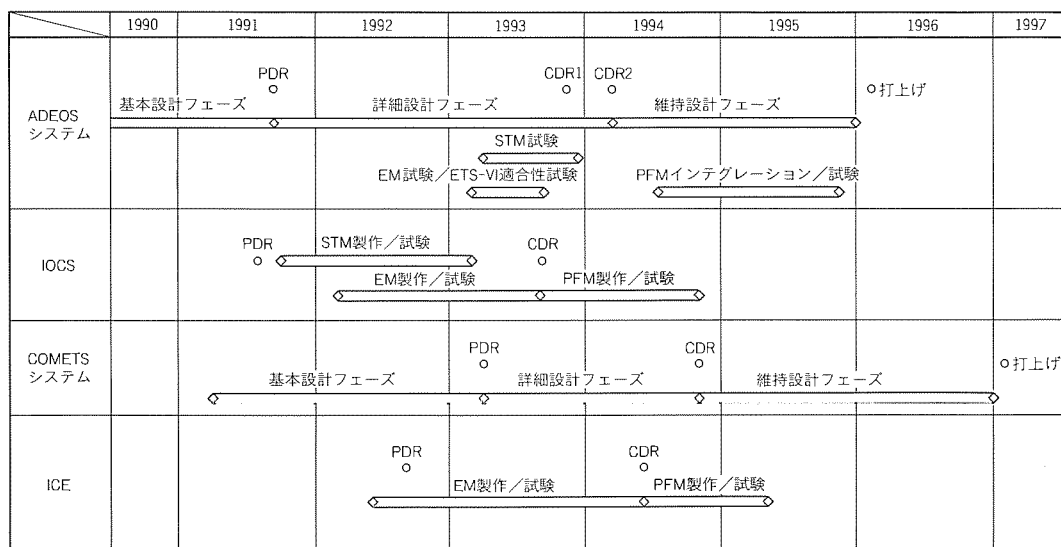 1990 1991 1992 1993 1994 1995 1996 1997
PDR CDR1 CDR2 打上げ
基本設計フェーズ 詳細設計フェーズ 維持設計フェーズ
ADEOS
システム
STM試験
EM試験/ETS-VI適合性試験 PFMインテグレーション/試験
PDR STM製作/試験 CDR
IOCS
EM製作/試験 PFM製作/試験
PDR CDR
COMETS
システム
打上げ
基本設計フェーズ 詳細設計フェーズ 維持設計フェーズ
PDR CDR
ICE
EM製作/試験 PFM製作/試験